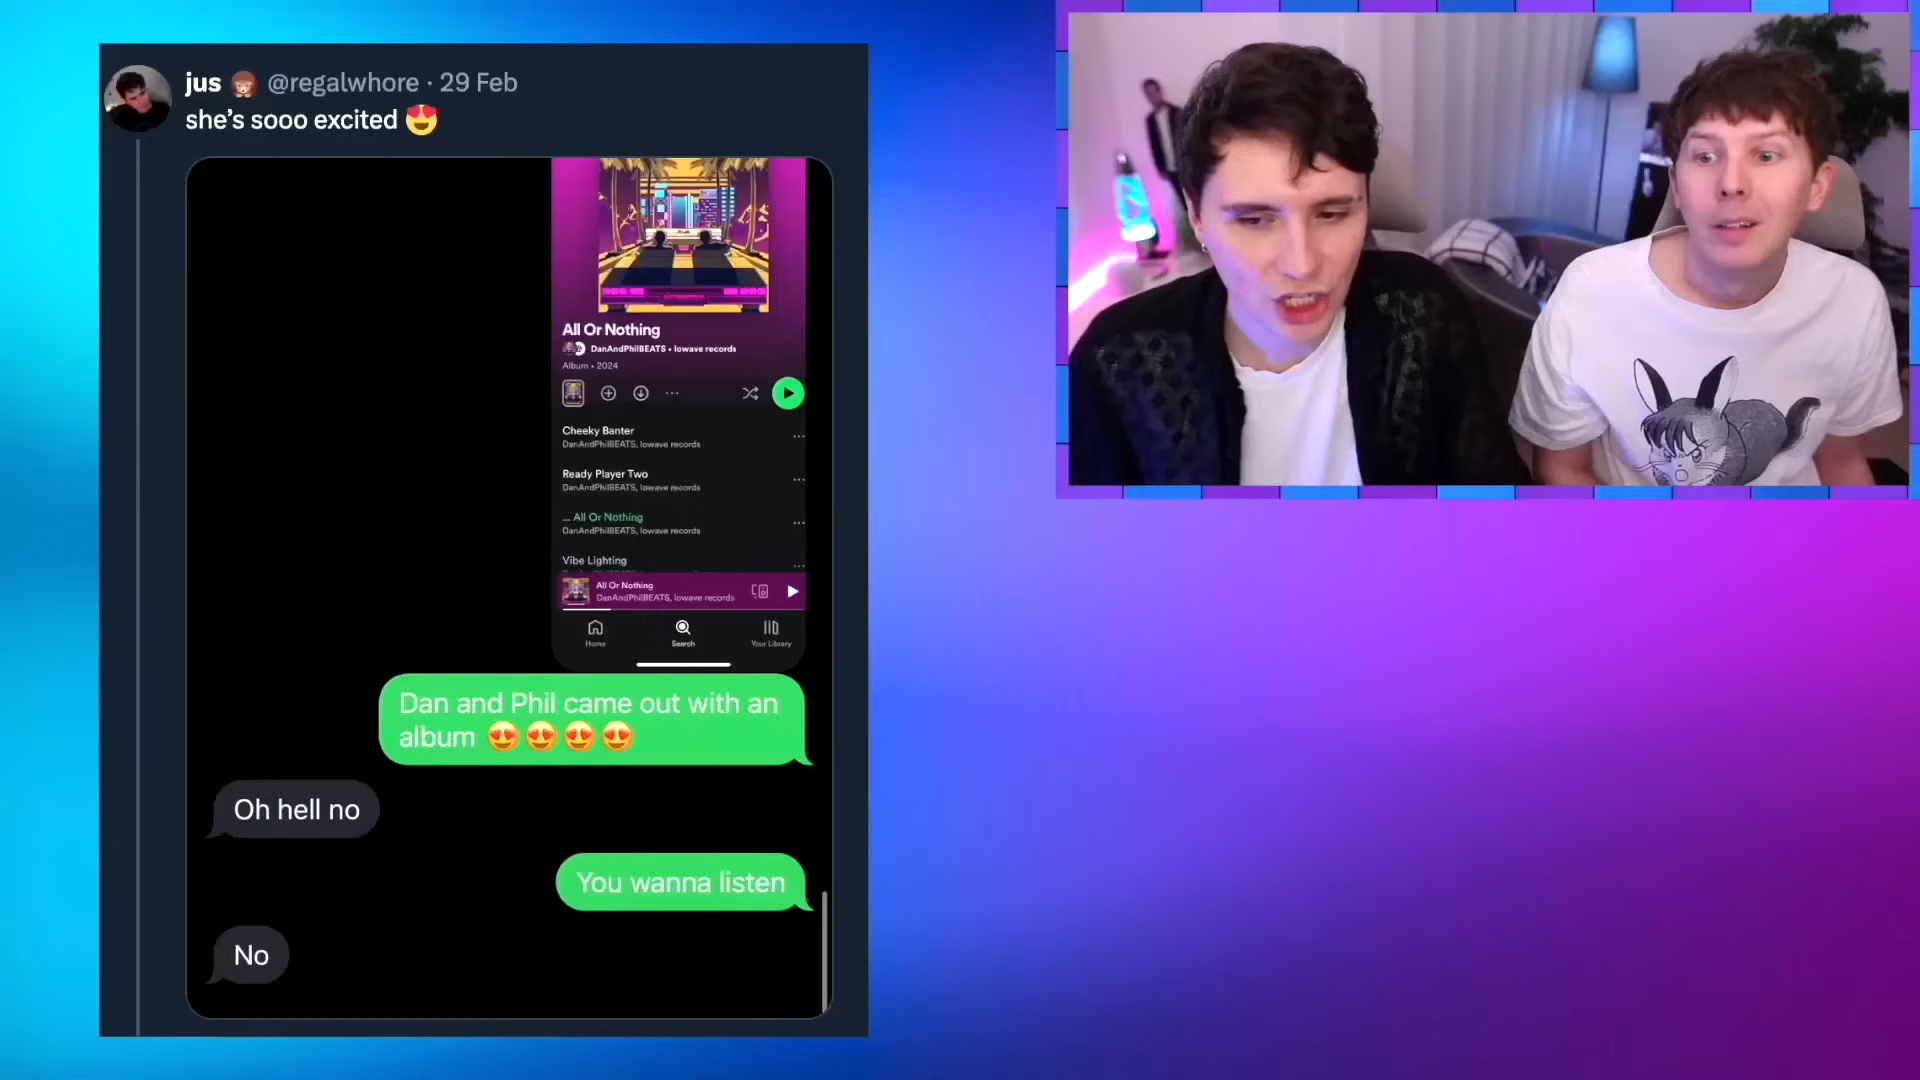 jus @regalwhore · 29 Feb
she's sooo excited 😍
All Or Nothing
DanAndPhilBEATS • lowave records
Album • 2024
Cheeky Banter
DanAndPhilBEATS, lowave records
Ready Player Two
DanAndPhilBEATS, lowave records
... All Or Nothing
DanAndPhilBEATS, lowave records
Vibe Lighting
All Or Nothing
DanAndPhilBEATS, lowave records
Home
Search
Your Library
Dan and Phil came out with an
album 😍😍😍😍
Oh hell no
You wanna listen
No